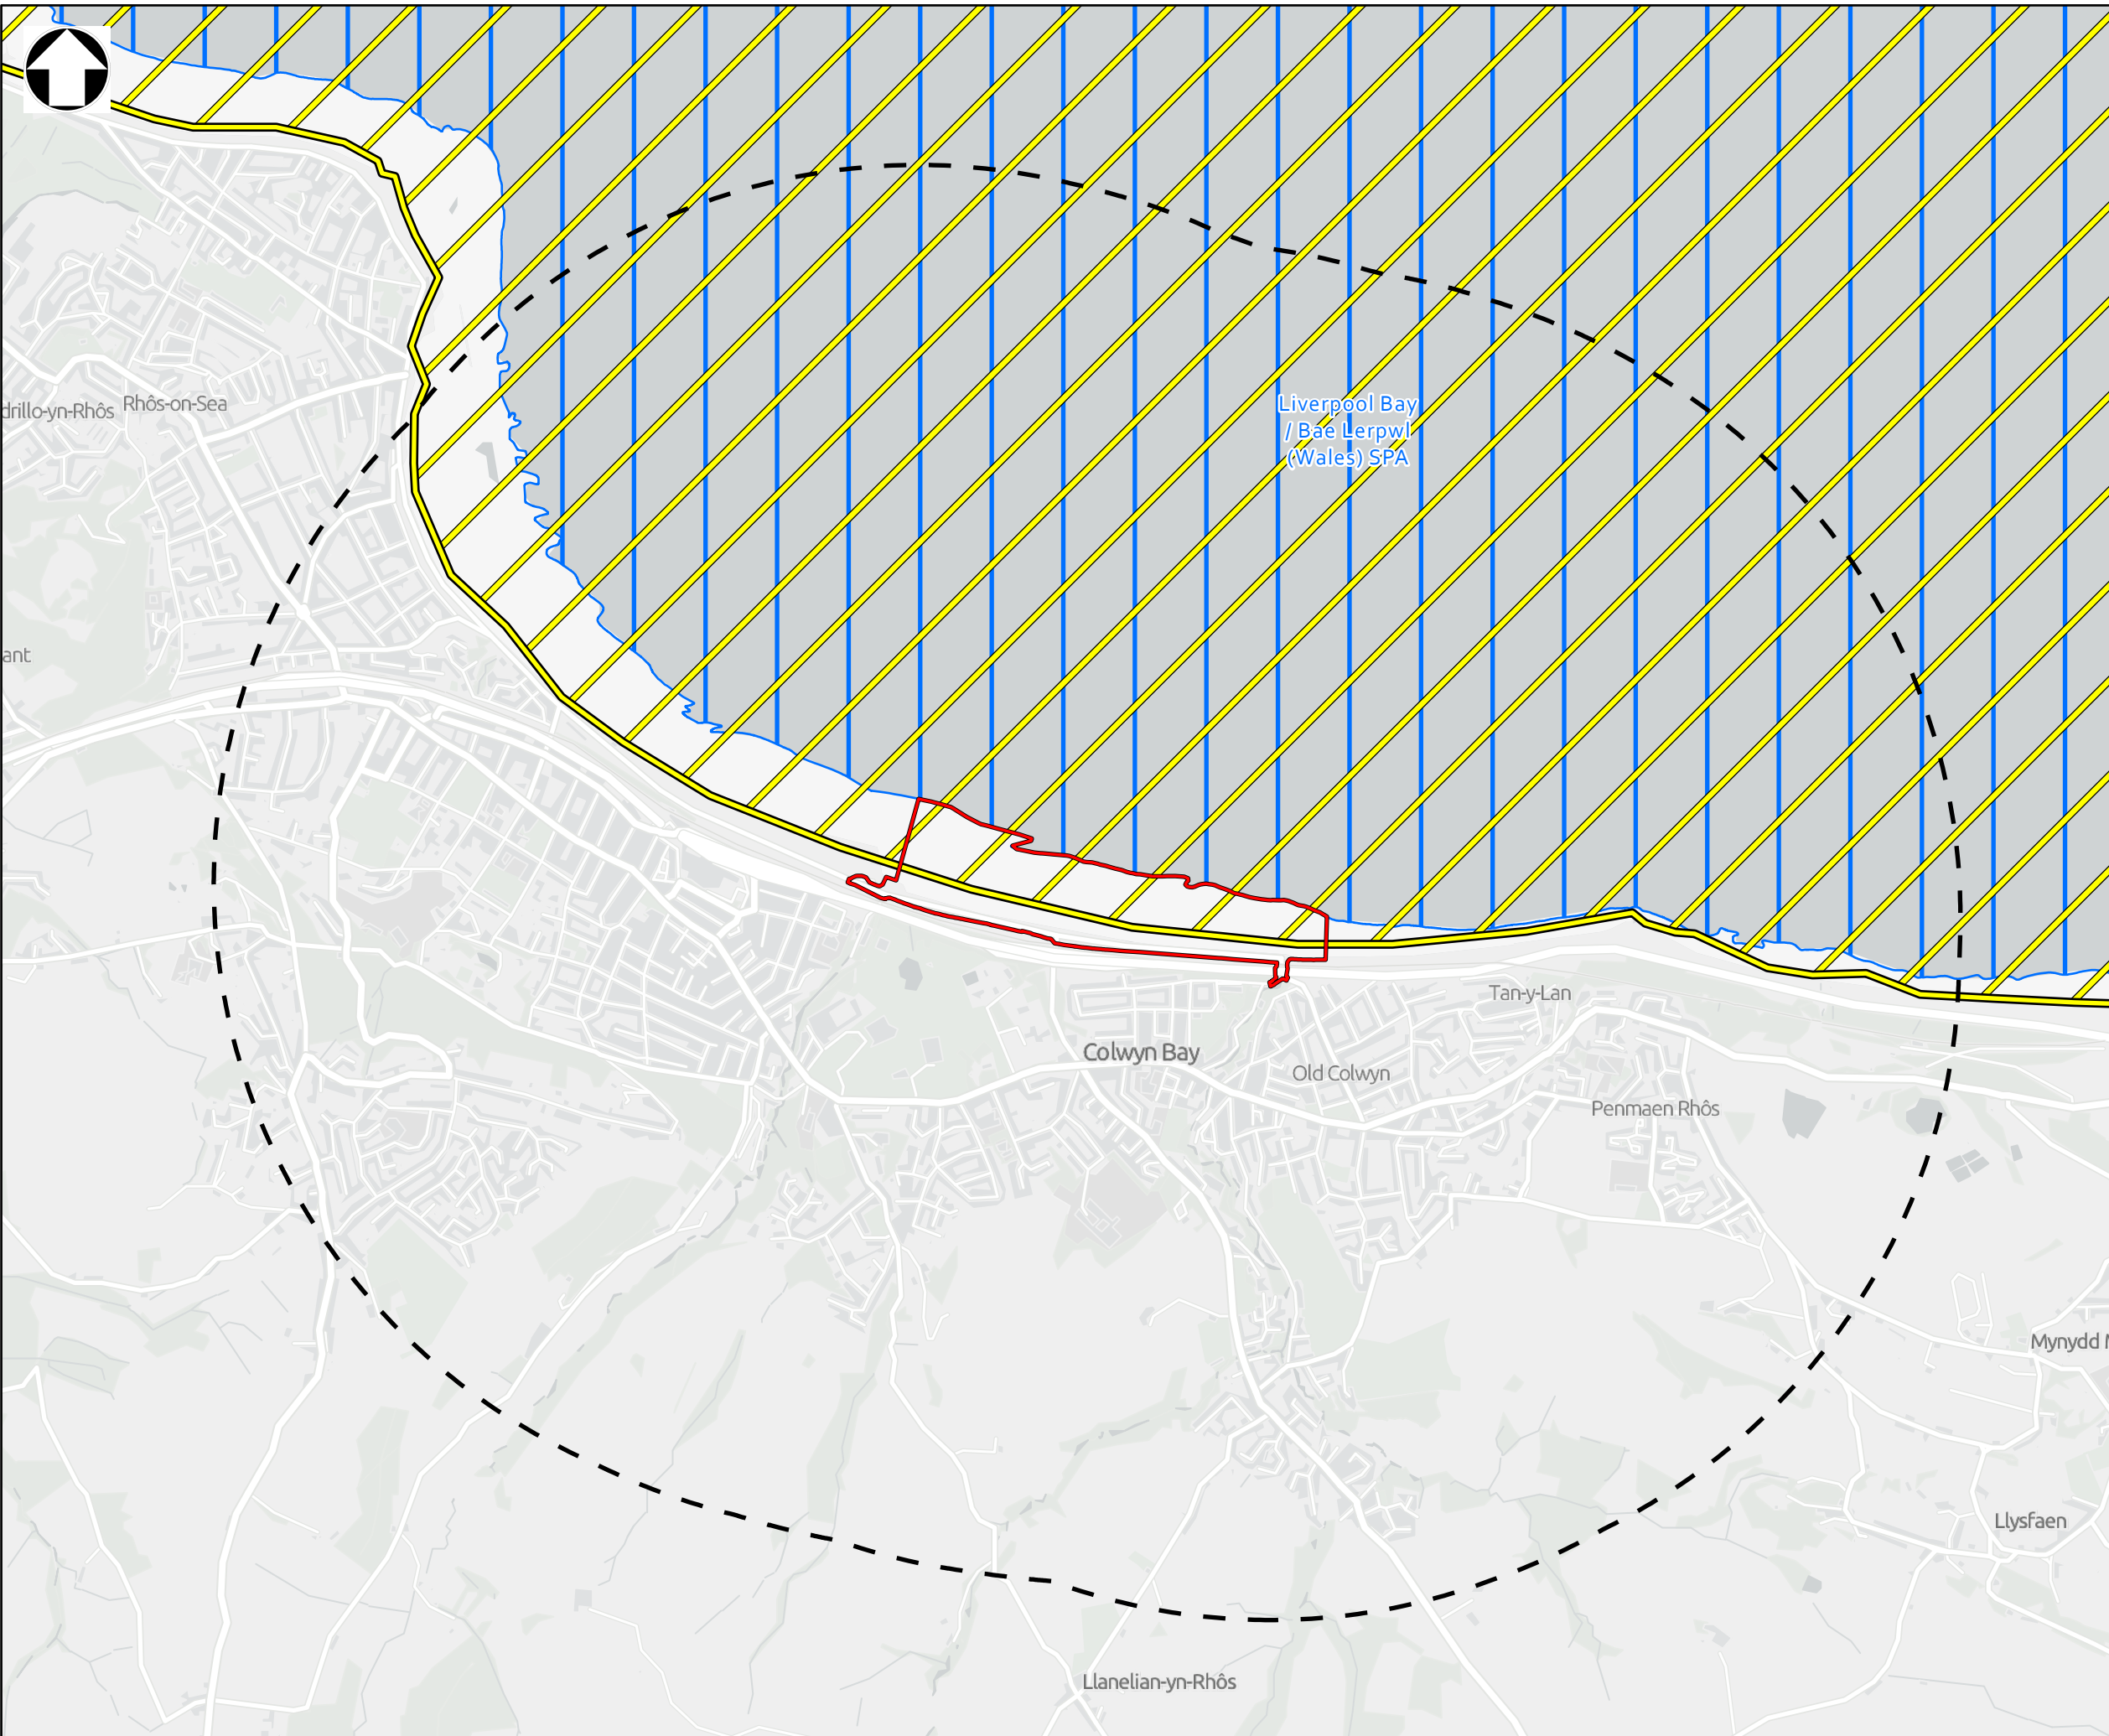 drillo-yn-Rhôs
Rhôs-on-Sea
Liverpool Bay
/ Bae Lerpwl
(Wales) SPA
ant
Tan-y-Lan
Colwyn Bay
Old Colwyn
Penmaen Rhôs
Mynydd
Llysfaen
Llanelian-yn-Rhôs